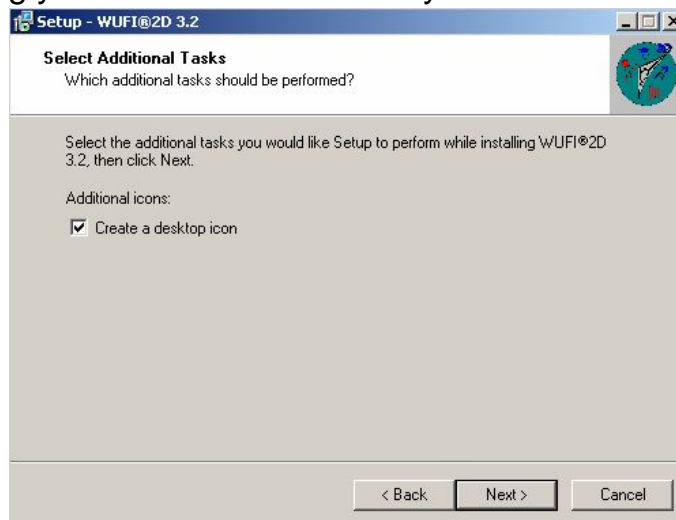 Setup - WUFI®2D 3.2
Select Additional Tasks
Which additional tasks should be performed?
Select the additional tasks you would like Setup to perform while installing WUFI®2D
3.2, then click Next.
Additional icons:
Create a desktop icon
< Back Next > Cancel